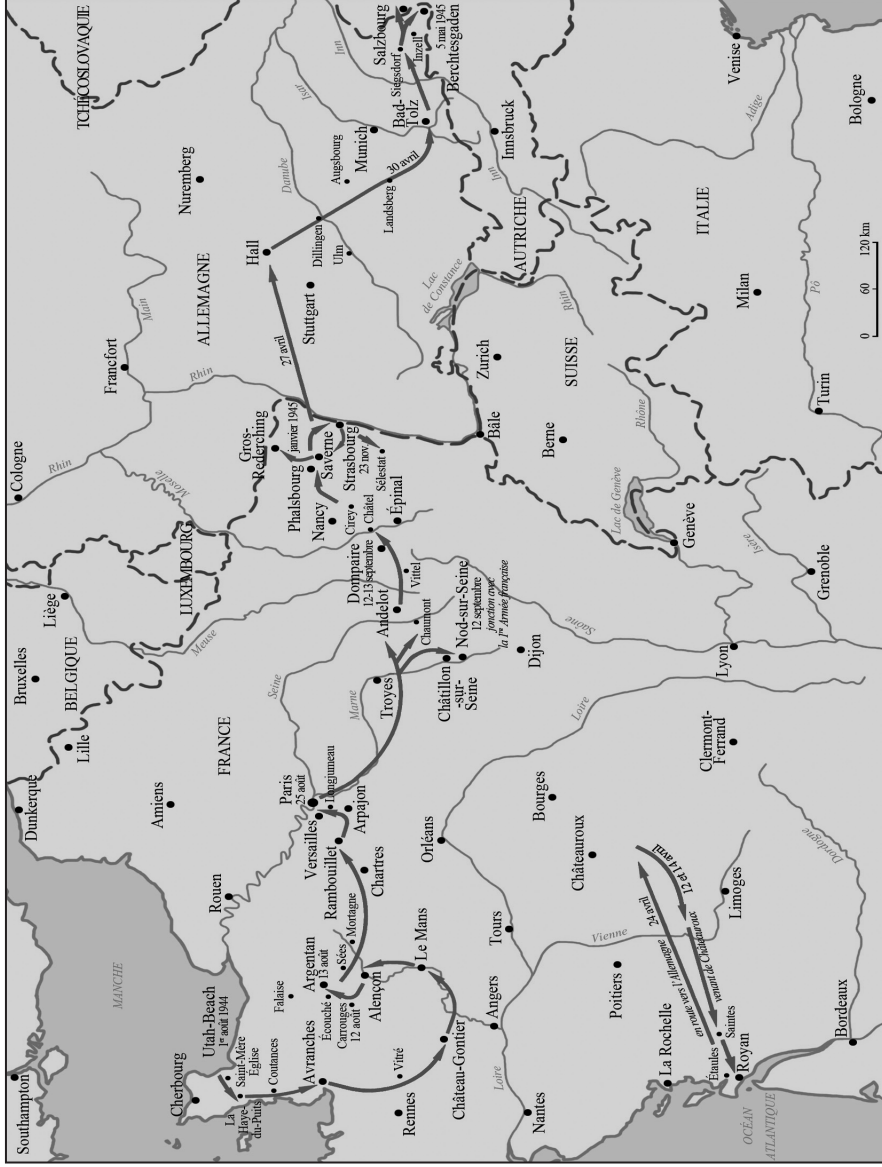 Southampton
MANCHE
Dunkerque
Lille
Bruxelles
BELGIQUE
Liège
Cologne
TCHÉCOSLOVAQUIE
Cherbourg
Utah-Beach
1er août 1944
Saint-Mère
Eglise
La
Haye-
du-Puits
Coutances
Falaise
Rouen
Amiens
FRANCE
Meuse
LUXEMBOURG
Moselle
Rhin
Francfort
Main
Rhin
ALLEMAGNE
Nuremberg
Avranches
Argentan
13 août
Écouché
Carrouges
12 août
Sées
Mortagne
Alençon
Rambouillet
Versailles
Paris
25 août
Longjumeau
Arpajon
Chartres
Seine
Marne
Troyes
Andelot
Chaumont
Dompaire
12-13 septembre
Vittel
Châtel
Épinal
Cirey
Nancy
Phalsbourg
Gros-
Rederching
janvier 1945
Saverne
Strasbourg
23 nov.
Sélestat
27 avril
Hall
Stuttgart
Dillingen
Ulm
Danube
Augsbourg
Landsberg
30 avril
Munich
Isar
Inn
Bad-
Tolz
Siegsdorf
Salzbourg
Inzell
5 mai 1945
Berchtesgaden
Rennes
Vitré
Château-Gontier
Le Mans
Orléans
Châtillon
-sur-
Seine
Nod-sur-Seine
12 septembre
jonction avec
la 1re Armée française
Dijon
Saône
Bâle
Zurich
Lac
de Constance
AUTRICHE
Inn
Innsbruck
Nantes
Loire
Angers
Tours
Bourges
Loire
Berne
SUISSE
Rhin
Rhône
Lac de Genève
Genève
ITALIE
Adige
Venise
Poitiers
Vienne
Châteauroux
La Rochelle
en route vers l'Allemagne
24 avril
12 et 14 avril
venant de Châteauroux
Étaules
Saintes
Royan
OCÉAN
ATLANTIQUE
Limoges
Clermont-
Ferrand
Lyon
Isère
Grenoble
Turin
Milan
Pô
Bologne
Bordeaux
Dordogne
0
60
120 km